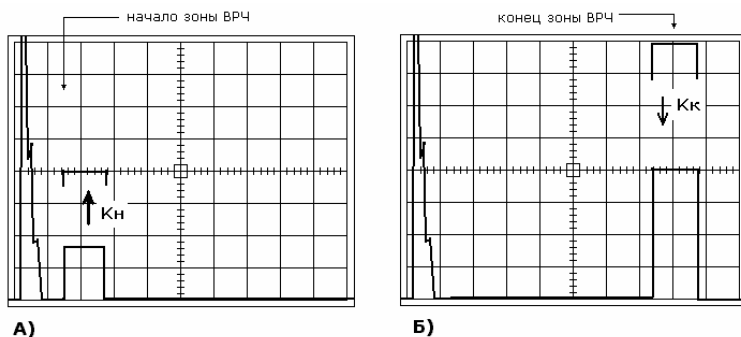 начало зоны ВРЧ
конец зоны ВРЧ
Кн
Кк
А)
Б)